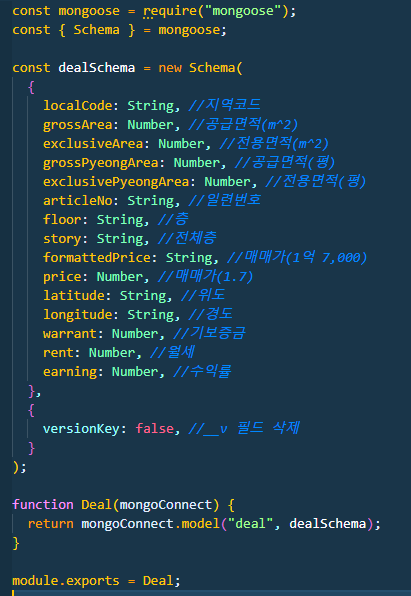 const mongoose = require("mongoose");
const { Schema } = mongoose;
const dealSchema = new Schema(
{
localCode: String, //지역코드
grossArea: Number, //공급면적(m^2)
exclusiveArea: Number, //전용면적(m^2)
grossPyeongArea: Number, //공급면적(평)
exclusivePyeongArea: Number, //전용면적(평)
articleNo: String, //일련번호
floor: String, //층
story: String, //전체층
formattedPrice: String, //매매가(1억 7,000)
price: Number, //매매가(1.7)
latitude: String, //위도
longitude: String, //경도
warrant: Number, //기보증금
rent: Number, //월세
earning: Number, //수익률
},
{
versionKey: false, //__v 필드 삭제
}
);
function Deal(mongoConnect) {
return mongoConnect.model("deal", dealSchema);
}
module.exports = Deal;